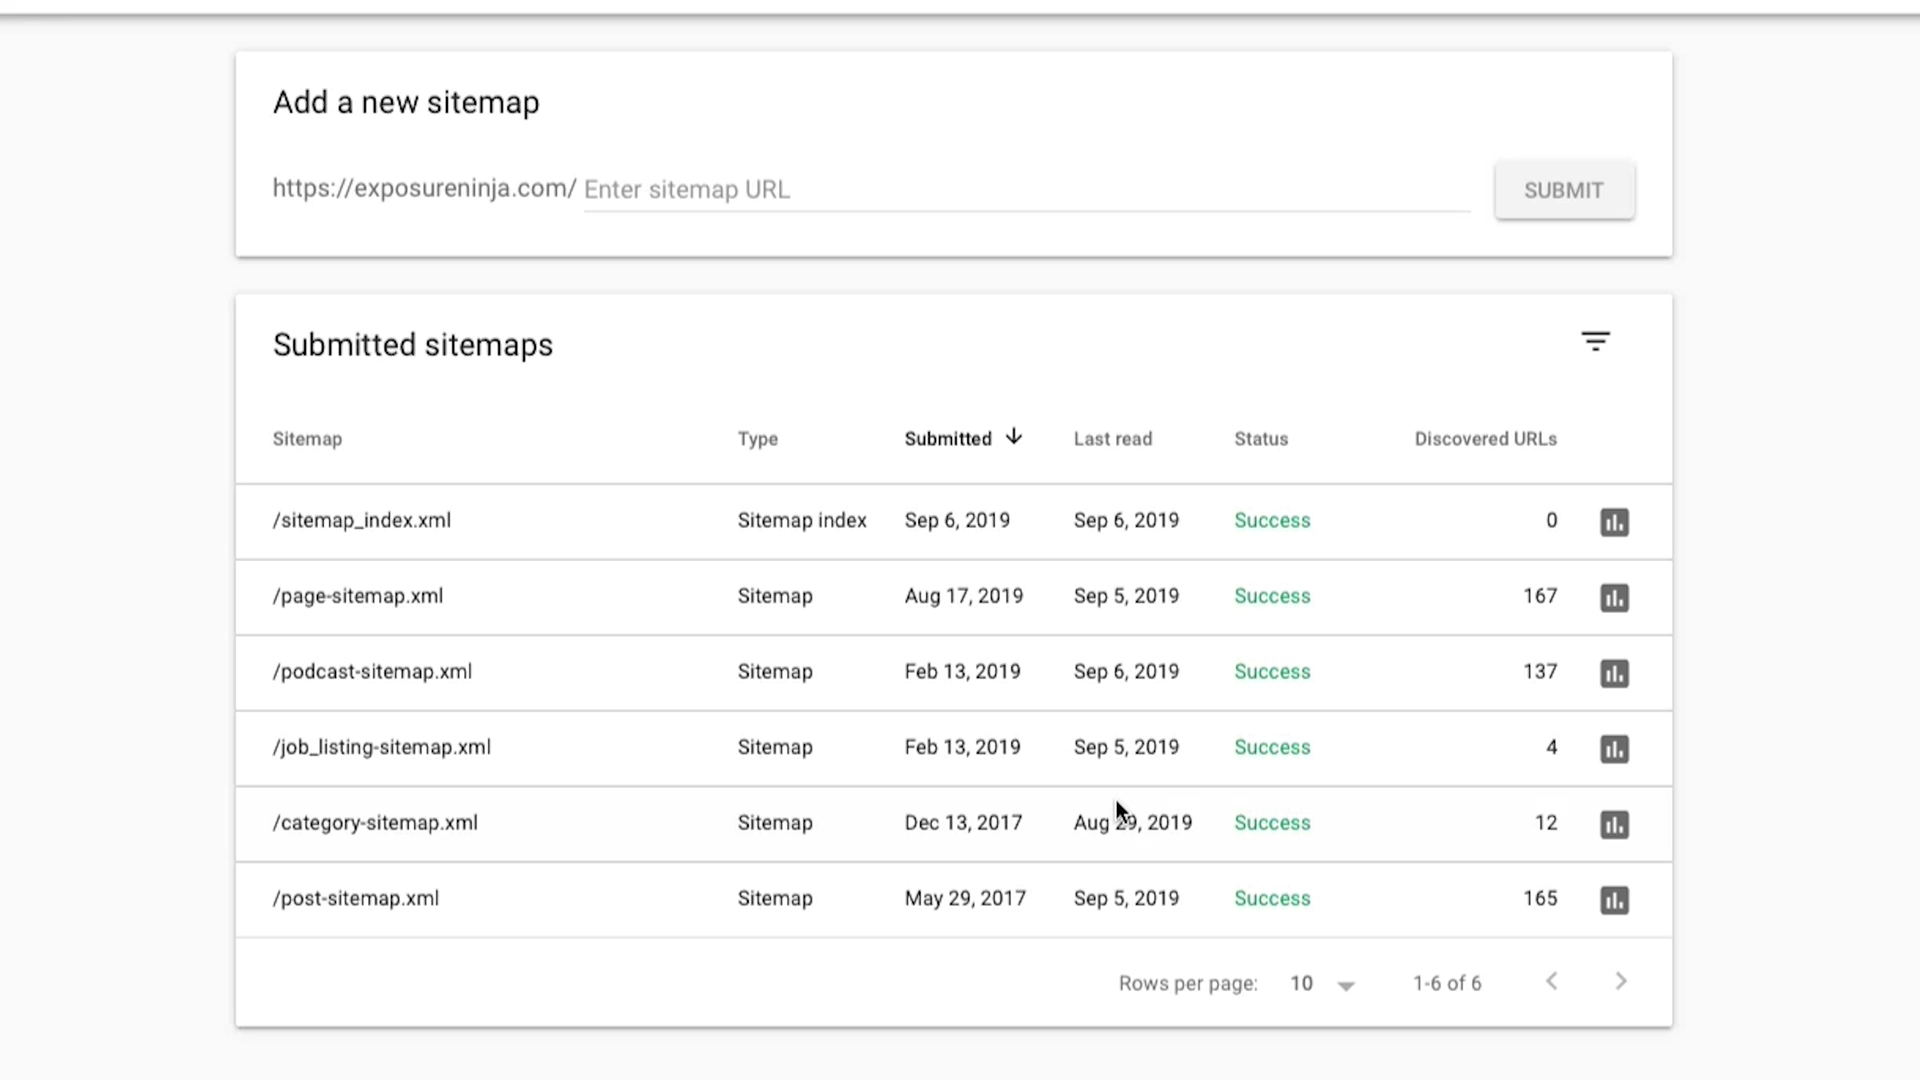 Add a new sitemap
https://exposureninja.com/ Enter sitemap URL SUBMIT
Submitted sitemaps
Sitemap Type Submitted Last read Status Discovered URLs
/sitemap_index.xml Sitemap index Sep 6, 2019 Sep 6, 2019 Success 0
/page-sitemap.xml Sitemap Aug 17, 2019 Sep 5, 2019 Success 167
/podcast-sitemap.xml Sitemap Feb 13, 2019 Sep 6, 2019 Success 137
/job_listing-sitemap.xml Sitemap Feb 13, 2019 Sep 5, 2019 Success 4
/category-sitemap.xml Sitemap Dec 13, 2017 Aug 29, 2019 Success 12
/post-sitemap.xml Sitemap May 29, 2017 Sep 5, 2019 Success 165
Rows per page: 10 1-6 of 6